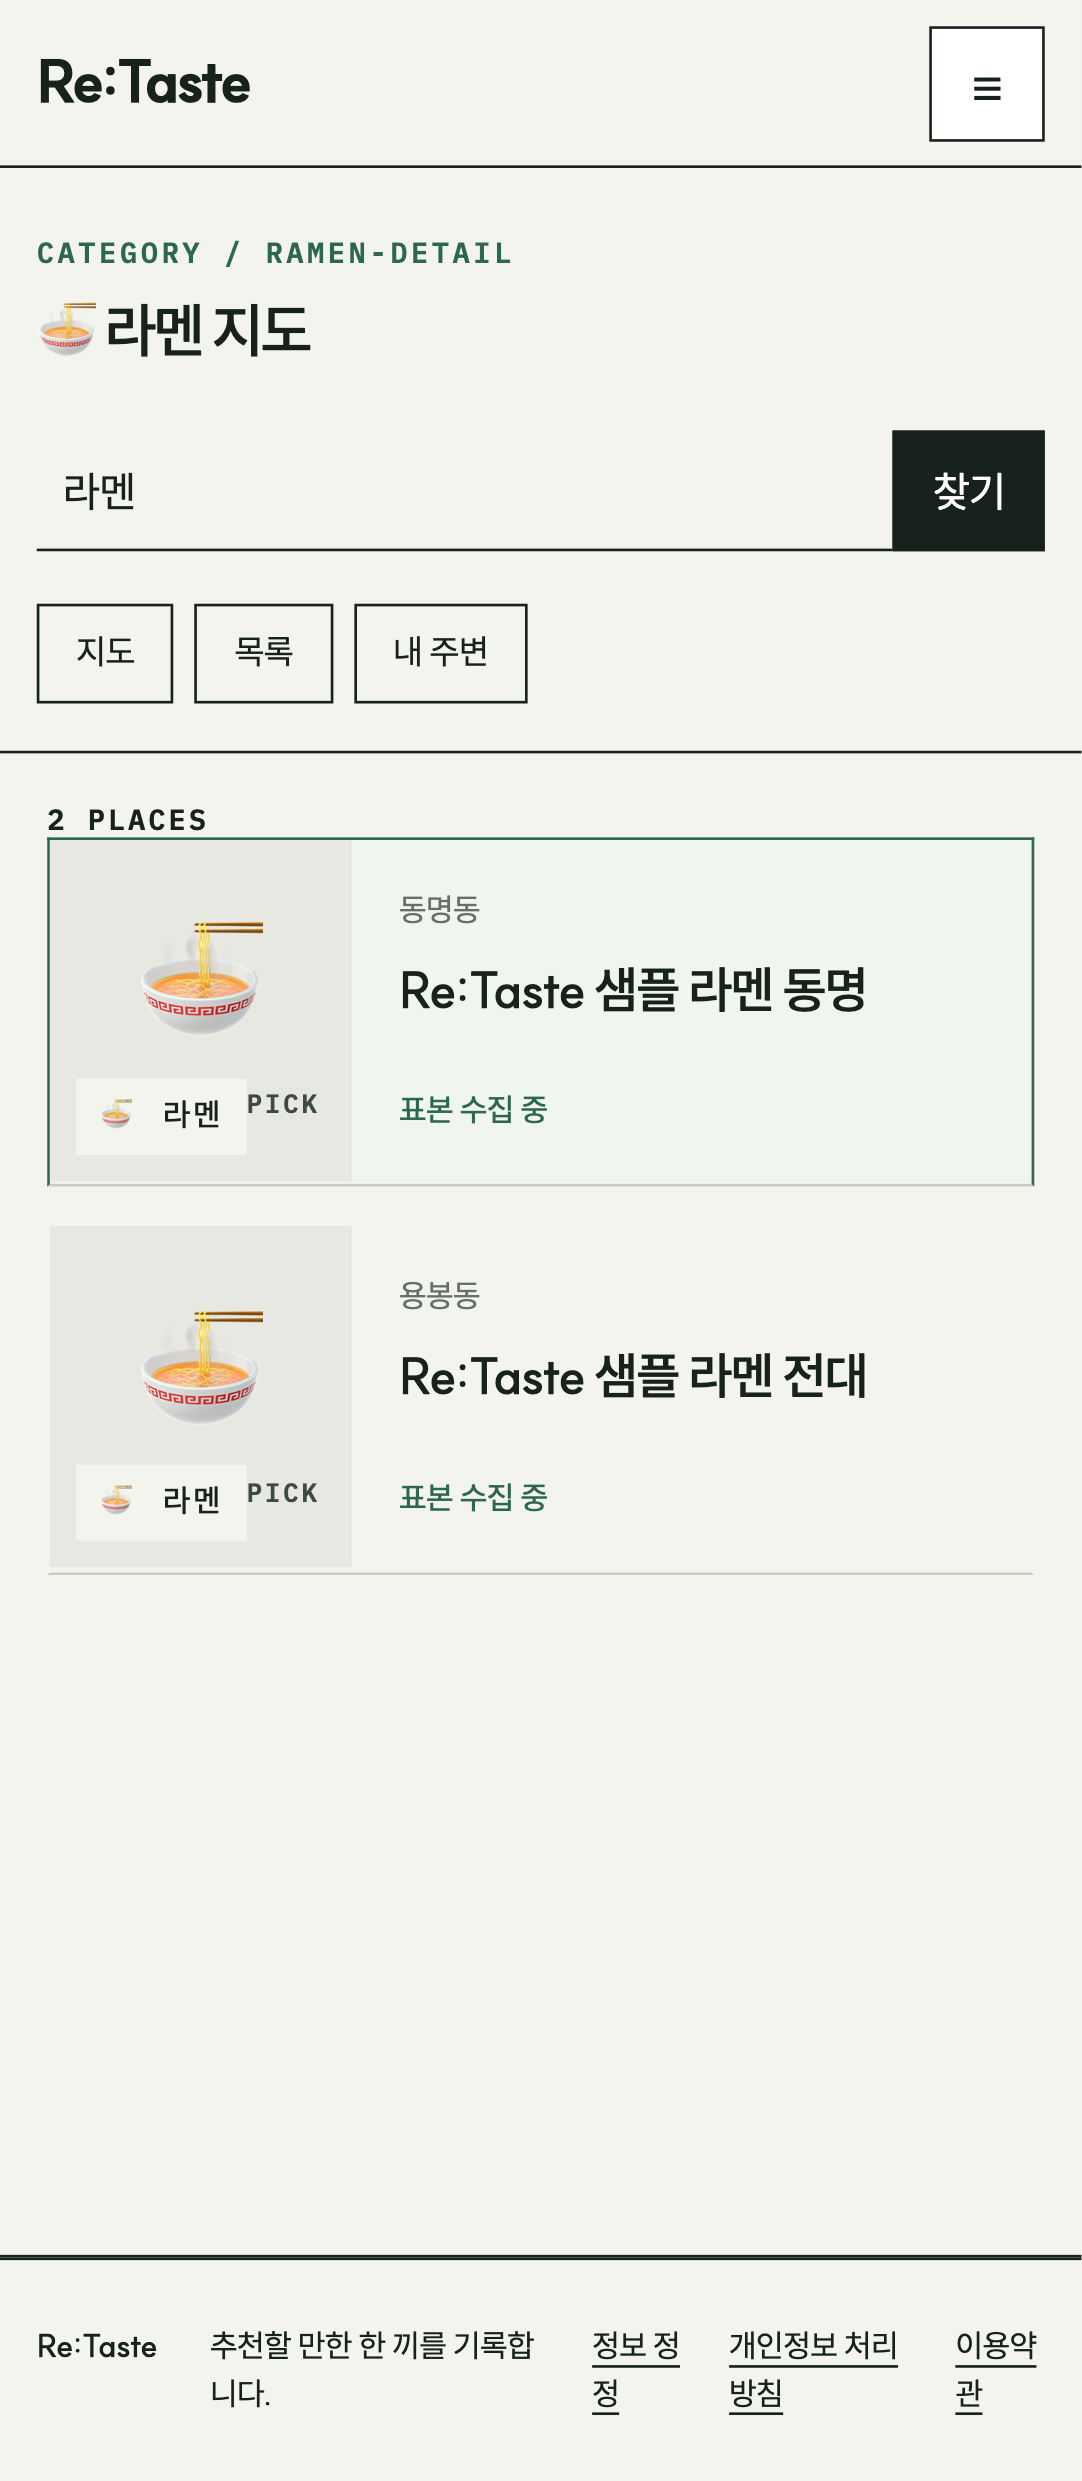 Re:Taste
CATEGORY / RAMEN-DETAIL
라멘 지도
라멘
찾기
지도
목록
내 주변
2 PLACES
동명동
Re:Taste 샘플 라멘 동명
라멘
PICK
표본 수집 중
용봉동
Re:Taste 샘플 라멘 전대
라멘
PICK
표본 수집 중
Re:Taste
추천할 만한 한 끼를 기록합
니다.
정보 정
정
개인정보 처리
방침
이용약
관